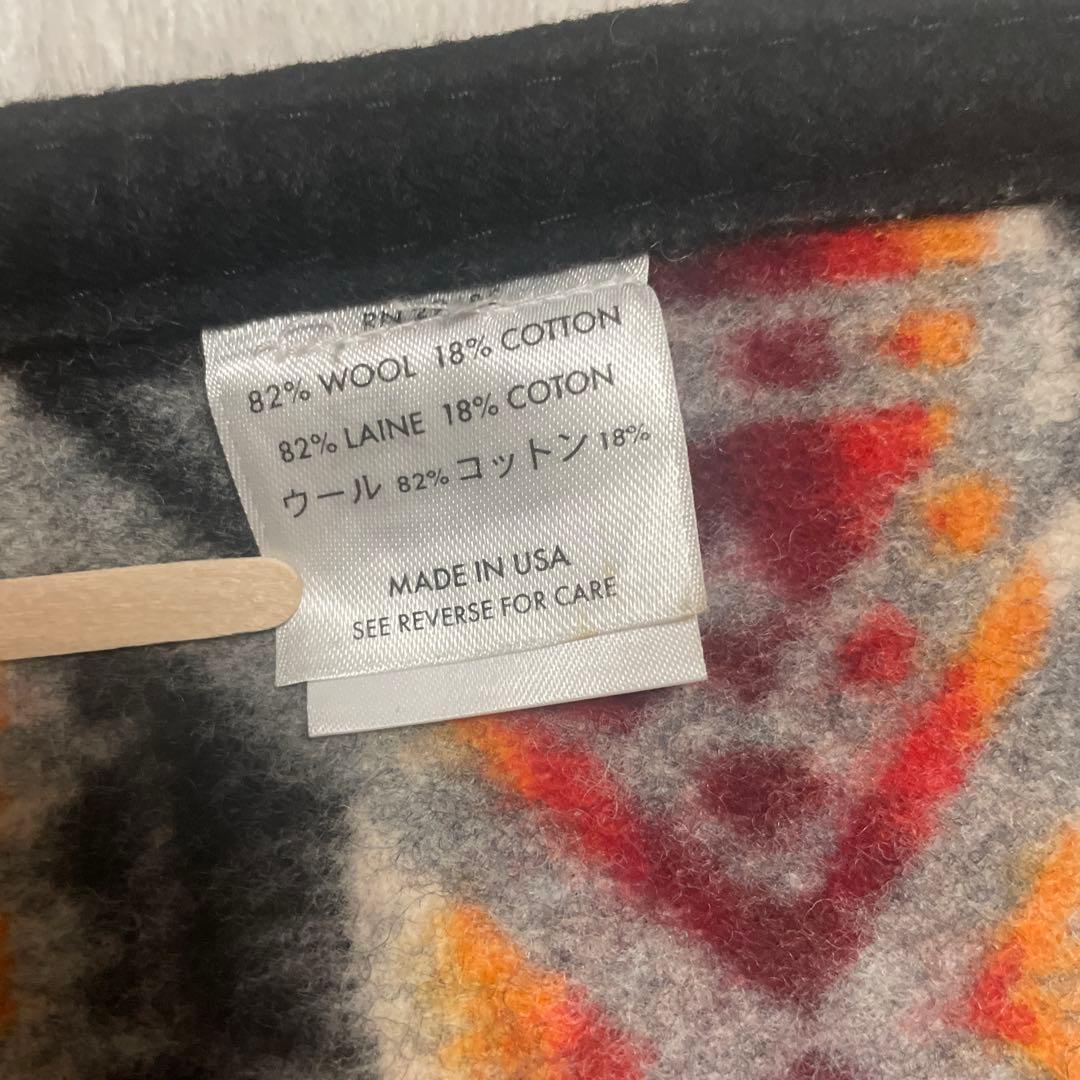 RN
82% WOOL 18% COTTON
82% LAINE 18% COTON
ウール 82% コットン 18%
MADE IN USA
SEE REVERSE FOR CARE